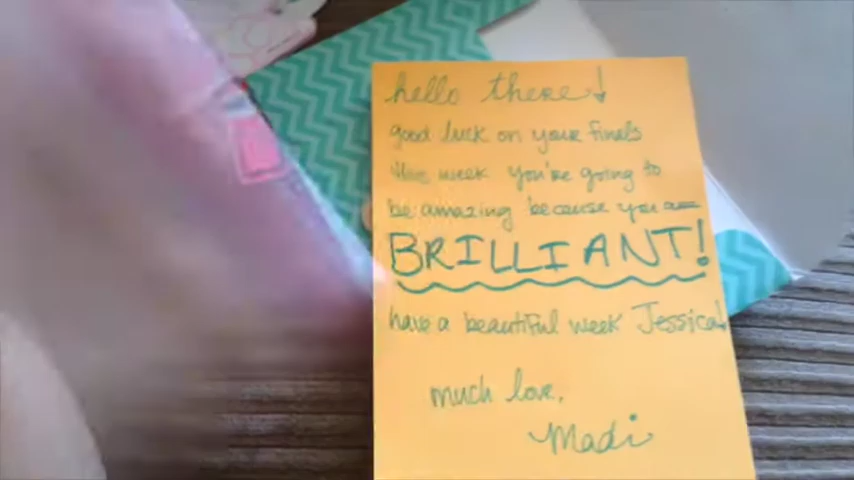 hello there!
good luck on your finals
this week you're going to
be amazing because you are
BRILLIANT!
have a beautiful week Jessica!
much love,
Madi